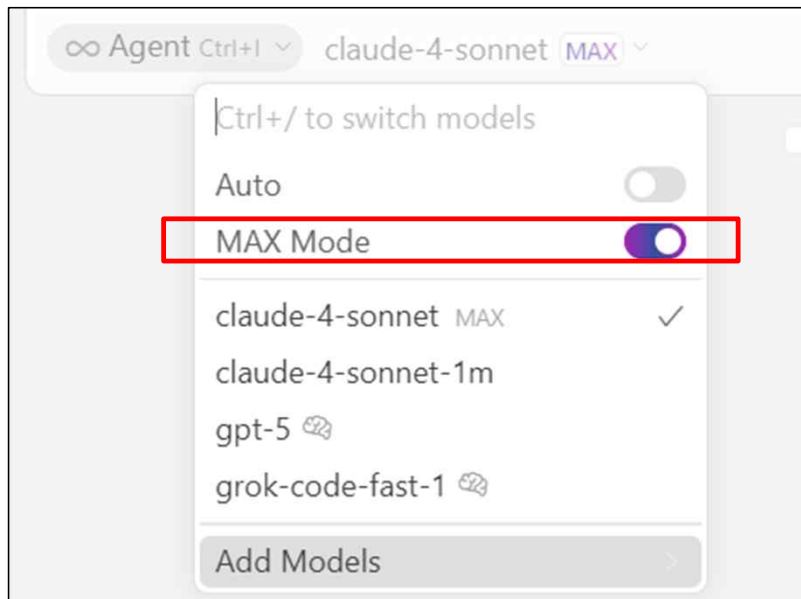 Agent Ctrl+I claude-4-sonnet MAX
Ctrl+/ to switch models
Auto
MAX Mode
claude-4-sonnet MAX
claude-4-sonnet-1m
gpt-5
grok-code-fast-1
Add Models